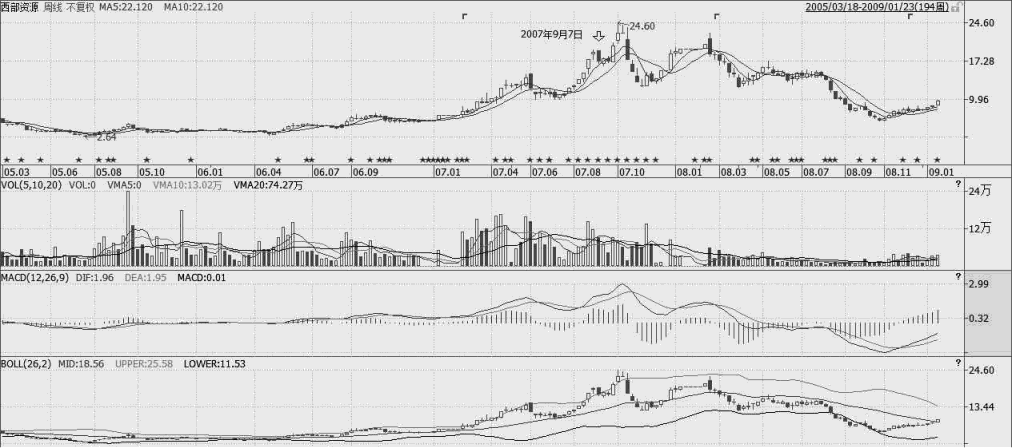 西部资源 周线 不复权 MA5:22.120 MA10:22.120 2005/03/18-2009/01/23(194周)
24.60
2007年9月7日
24.60
17.28
9.96
2.64
05.03 05.06 05.08 05.10 06.01 06.04 06.06 06.09 07.01 07.04 07.06 07.08 07.10 08.01 08.03 08.05 08.07 08.09 08.11 09.01
VOL(5,10,20) VOL:0 VMA5:0 VMA10:13.02万 VMA20:74.27万 ?
24万
12万
MACD(12,26,9) DIF:1.96 DEA:1.95 MACD:0.01 ?
2.99
0.32
BOLL(26,2) MID:18.56 UPPER:25.58 LOWER:11.53 ?
24.60
13.44